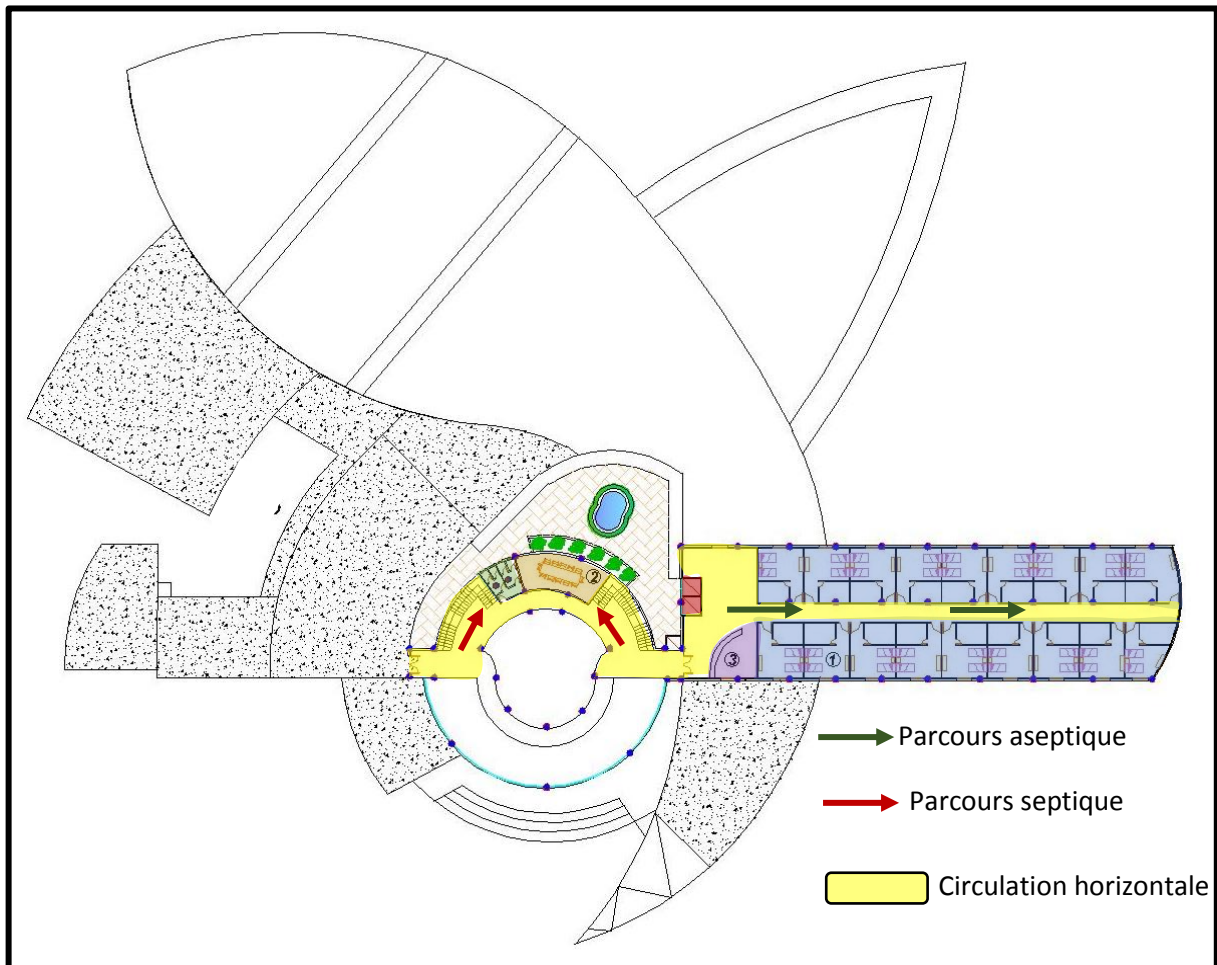 ②
③
①
Parcours aseptique
Parcours septique
Circulation horizontale